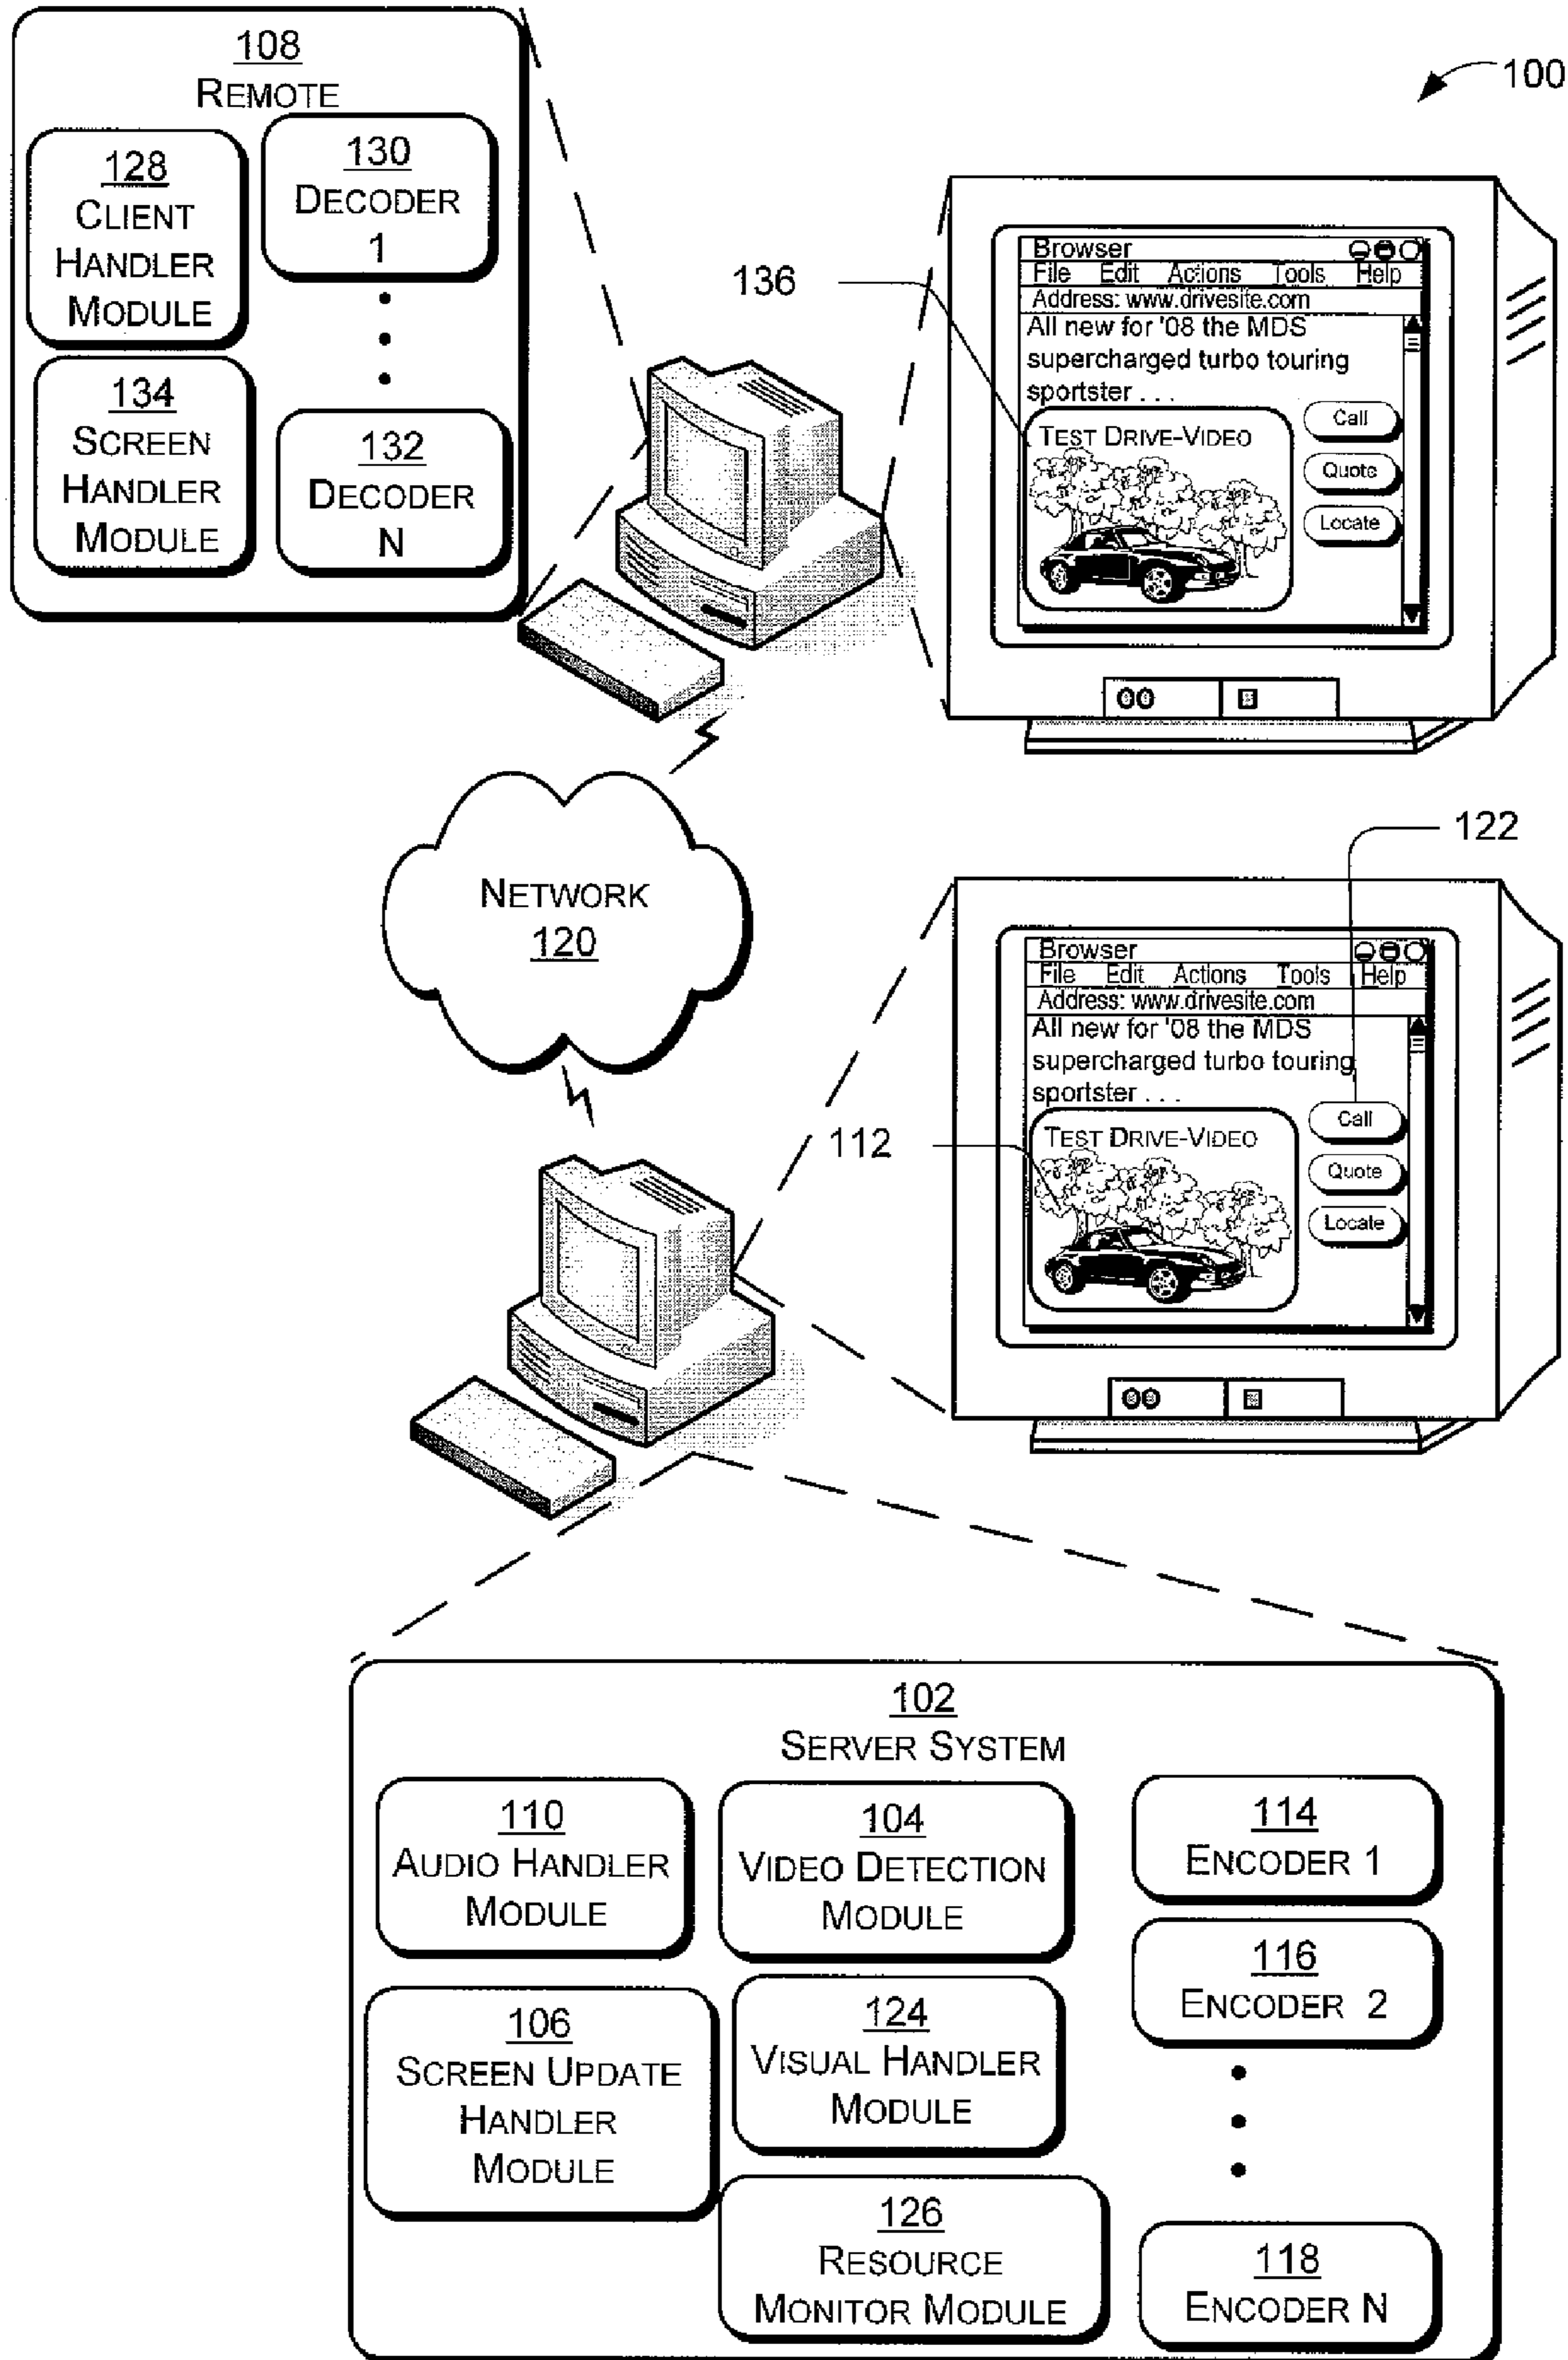 108
REMOTE
128
CLIENT
HANDLER
MODULE
130
DECODER
1
134
SCREEN
HANDLER
MODULE
132
DECODER
N
100
136
Browser
File Edit Actions Tools Help
Address: www.drivesite.com
All new for '08 the MDS
supercharged turbo touring
sportster . . .
TEST DRIVE-VIDEO
Call
Quote
Locate
NETWORK
120
122
112
Browser
File Edit Actions Tools Help
Address: www.drivesite.com
All new for '08 the MDS
supercharged turbo touring
sportster . . .
TEST DRIVE-VIDEO
Call
Quote
Locate
102
SERVER SYSTEM
110
AUDIO HANDLER
MODULE
104
VIDEO DETECTION
MODULE
114
ENCODER 1
106
SCREEN UPDATE
HANDLER
MODULE
124
VISUAL HANDLER
MODULE
116
ENCODER 2
126
RESOURCE
MONITOR MODULE
118
ENCODER N